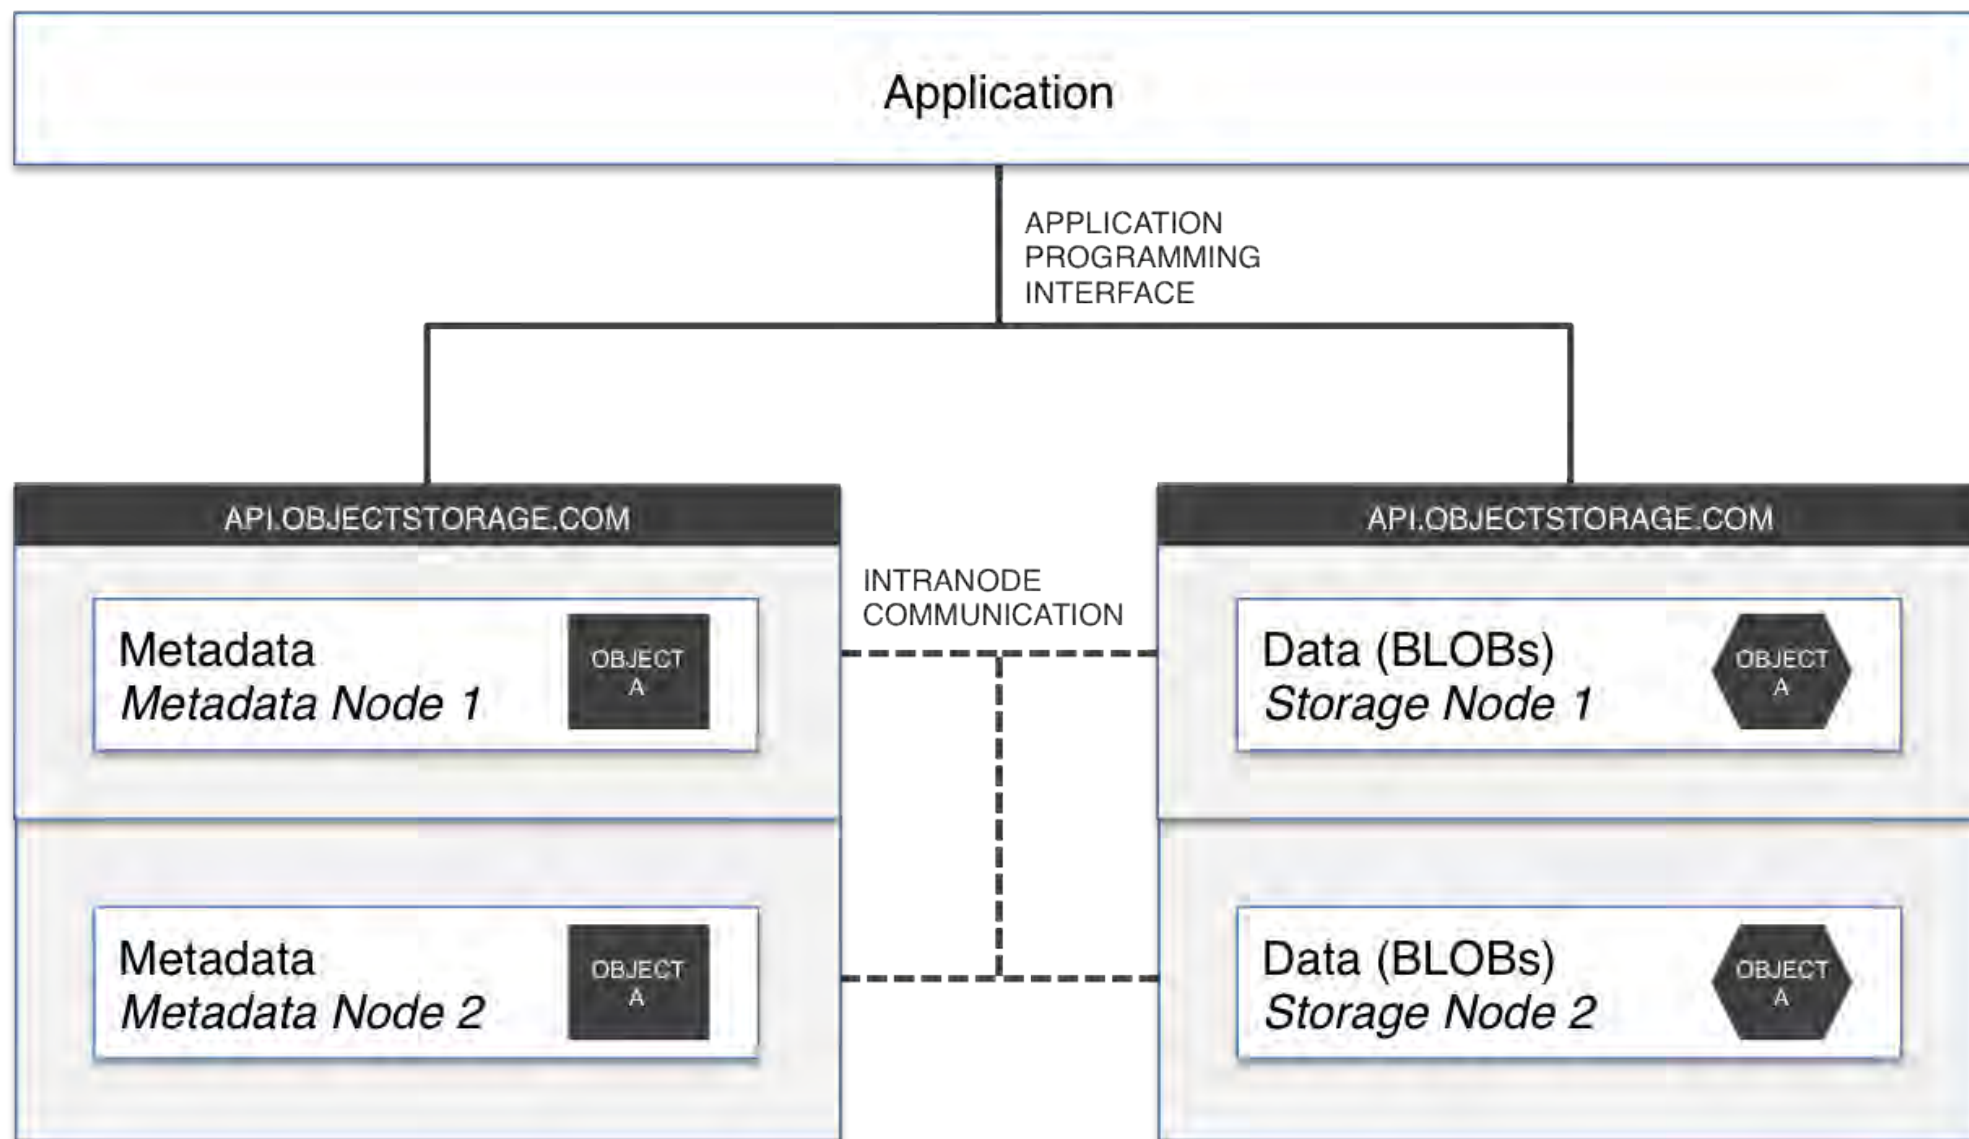 Application
APPLICATION
PROGRAMMING
INTERFACE
API.OBJECTSTORAGE.COM
API.OBJECTSTORAGE.COM
INTRANODE
COMMUNICATION
Metadata
Metadata Node 1
OBJECT
A
Data (BLOBs)
Storage Node 1
OBJECT
A
Metadata
Metadata Node 2
OBJECT
A
Data (BLOBs)
Storage Node 2
OBJECT
A